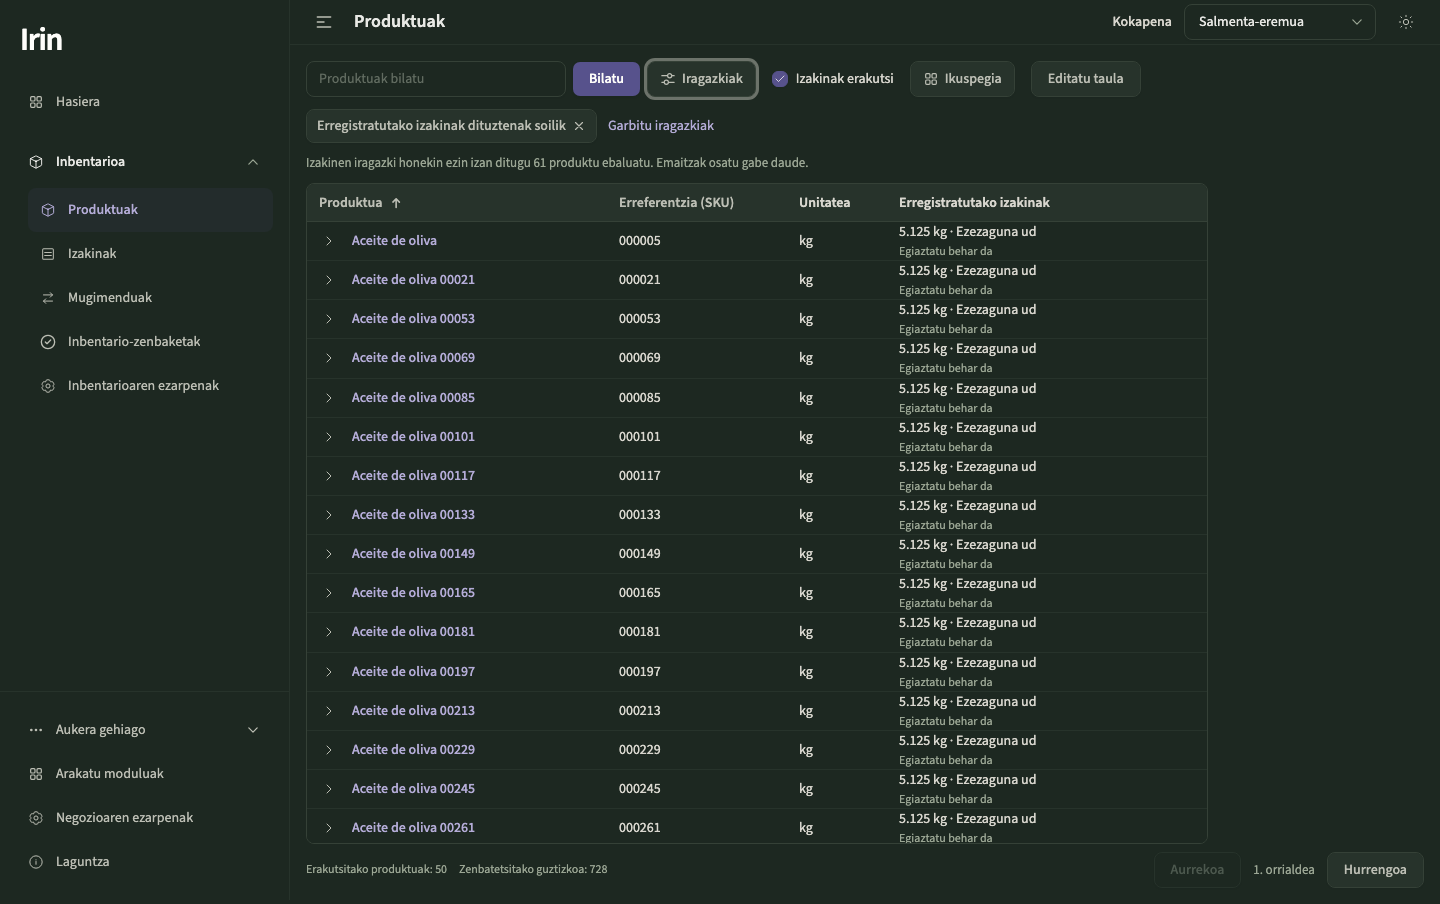 Irin
Hasiera
Inbentarioa
Produktuak
Izakinak
Mugimenduak
Inbentario-zenbaketak
Inbentarioaren ezarpenak
Aukera gehiago
Arakatu moduluak
Negozioaren ezarpenak
Laguntza
Produktuak
Kokapena Salmenta-eremua
Produktuak bilatu Bilatu Iragazkiak Izakinak erakutsi Ikuspegia Editatu taula
Erregistratutako izakinak dituztenak soilik Garbitu iragazkiak
Izakinen iragazki honekin ezin izan ditugu 61 produktu ebaluatu. Emaitzak osatu gabe daude.
Produktua Erreferentzia (SKU) Unitatea Erregistratutako izakinak
Aceite de oliva 000005 kg 5.125 kg · Ezezaguna ud
Egiaztatu behar da
Aceite de oliva 00021 000021 kg 5.125 kg · Ezezaguna ud
Egiaztatu behar da
Aceite de oliva 00053 000053 kg 5.125 kg · Ezezaguna ud
Egiaztatu behar da
Aceite de oliva 00069 000069 kg 5.125 kg · Ezezaguna ud
Egiaztatu behar da
Aceite de oliva 00085 000085 kg 5.125 kg · Ezezaguna ud
Egiaztatu behar da
Aceite de oliva 00101 000101 kg 5.125 kg · Ezezaguna ud
Egiaztatu behar da
Aceite de oliva 00117 000117 kg 5.125 kg · Ezezaguna ud
Egiaztatu behar da
Aceite de oliva 00133 000133 kg 5.125 kg · Ezezaguna ud
Egiaztatu behar da
Aceite de oliva 00149 000149 kg 5.125 kg · Ezezaguna ud
Egiaztatu behar da
Aceite de oliva 00165 000165 kg 5.125 kg · Ezezaguna ud
Egiaztatu behar da
Aceite de oliva 00181 000181 kg 5.125 kg · Ezezaguna ud
Egiaztatu behar da
Aceite de oliva 00197 000197 kg 5.125 kg · Ezezaguna ud
Egiaztatu behar da
Aceite de oliva 00213 000213 kg 5.125 kg · Ezezaguna ud
Egiaztatu behar da
Aceite de oliva 00229 000229 kg 5.125 kg · Ezezaguna ud
Egiaztatu behar da
Aceite de oliva 00245 000245 kg 5.125 kg · Ezezaguna ud
Egiaztatu behar da
Aceite de oliva 00261 000261 kg 5.125 kg · Ezezaguna ud
Egiaztatu behar da
Erakutsitako produktuak: 50 Zenbatetsitako guztizkoa: 728
Aurrekoa 1. orrialdea Hurrengoa